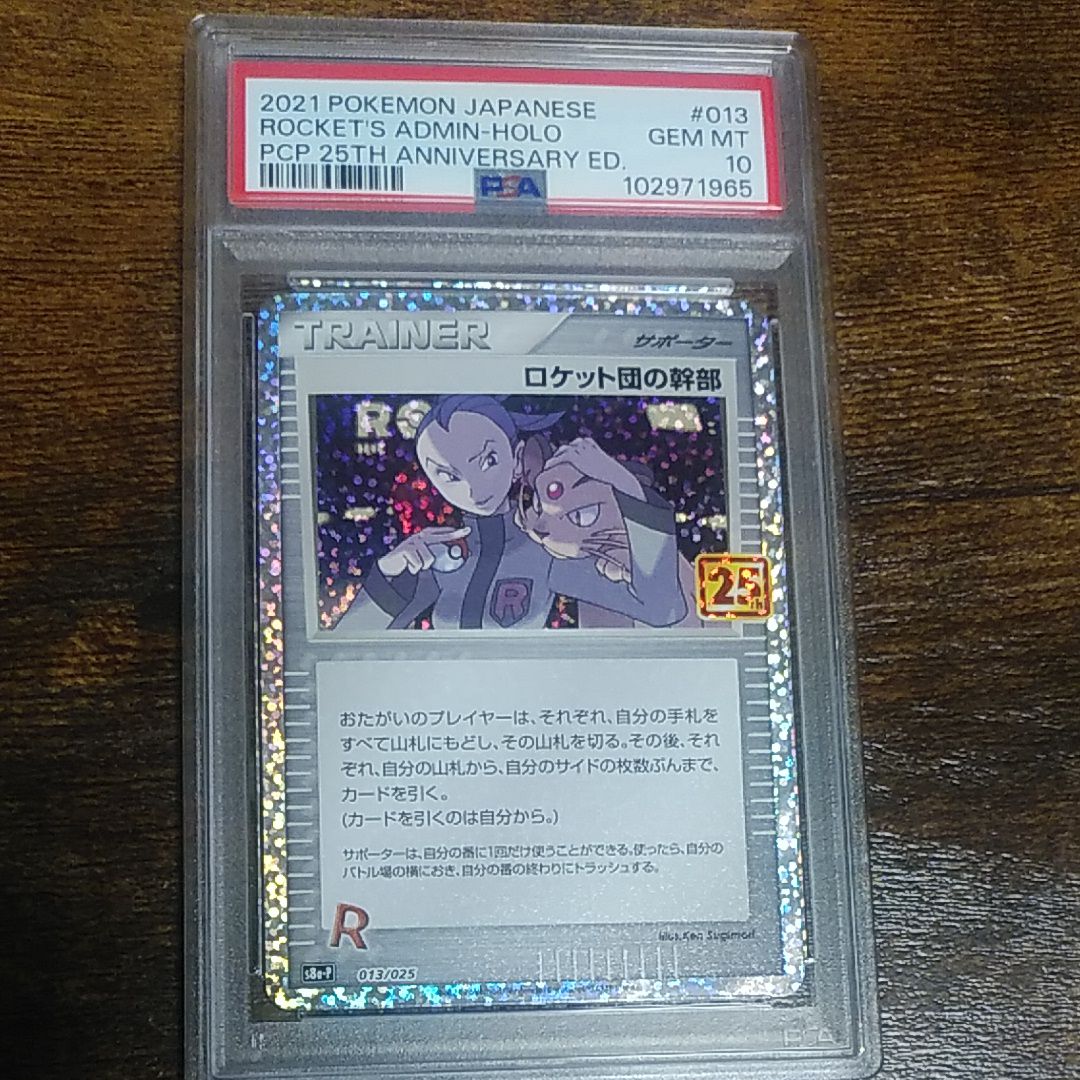 2021 POKEMON JAPANESE #013
ROCKET'S ADMIN-HOLO GEM MT
PCP 25TH ANNIVERSARY ED. 10
PSA 102971965
TRAINER サポーター
ロケット団の幹部
R
25TH
おたがいのプレイヤーは、それぞれ、自分の手札を
すべて山札にもどし、その山札を切る。その後、それ
ぞれ、自分の山札から、自分のサイドの枚数ぶんまで、
カードを引く。
(カードを引くのは自分から。)
サポーターは、自分の番に1回だけ使うことができる。使ったら、自分の
バトル場の横におき、自分の番の終わりにトラッシュする。
R
Illus. Ken Sugimori
s8a-P 013/025
PSA